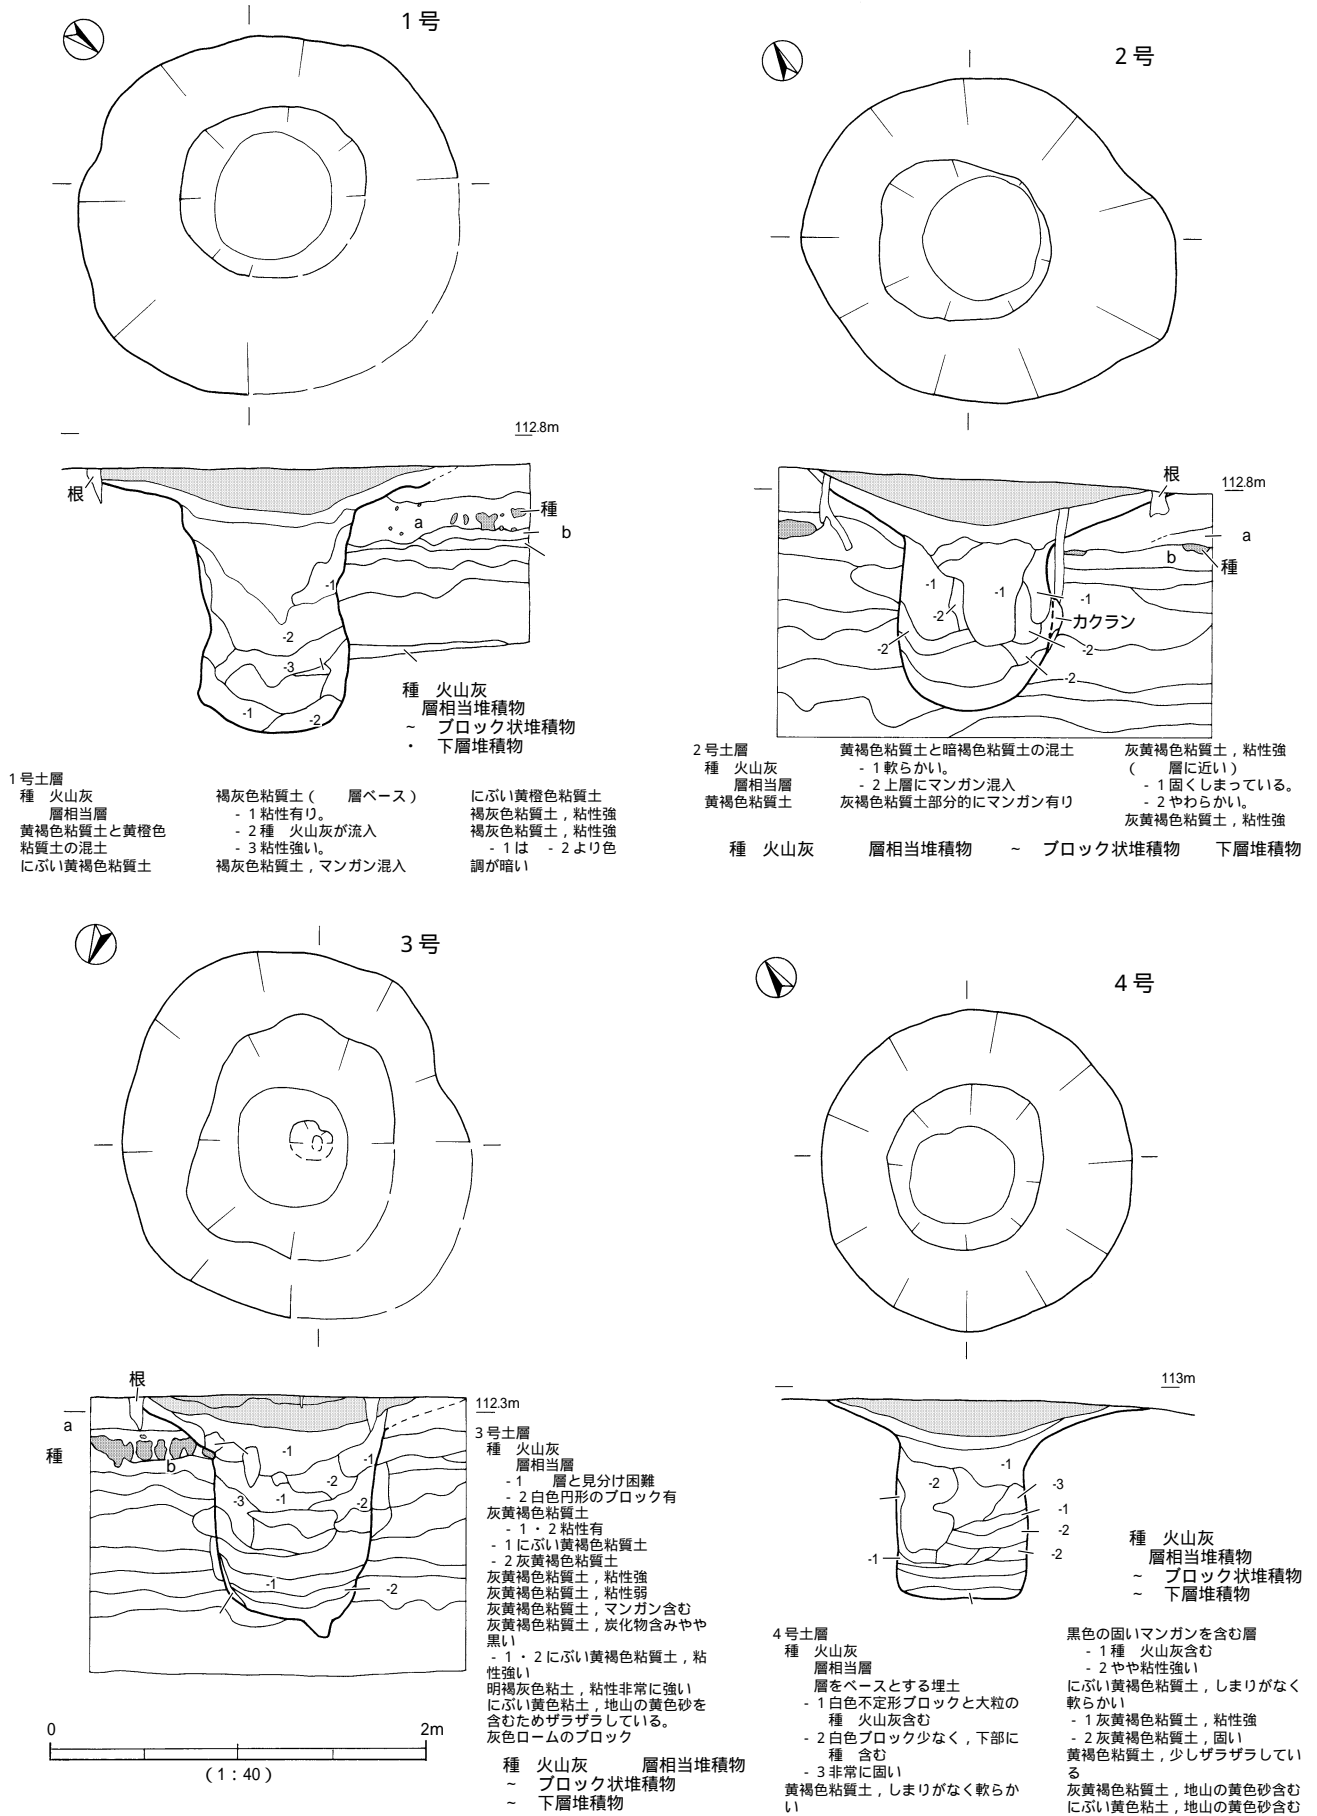 1号
112.8m
根
a
種
b
-1
-2
-3
-1
-2
種　火山灰
層相当堆積物
~　ブロック状堆積物
・　下層堆積物
1号土層
種　火山灰
層相当層
黄褐色粘質土と黄橙色
粘質土の混土
にぶい黄褐色粘質土
褐灰色粘質土(　　層ベース)
-1粘性有り。
-2種　火山灰が流入
-3粘性強い。
褐灰色粘質土,マンガン混入
にぶい黄橙色粘質土
褐灰色粘質土,粘性強
褐灰色粘質土,粘性強
-1は　-2より色
調が暗い
2号
112.8m
根
a
b
種
-1
-1
-1
-2
カクラン
-2
-2
-2
2号土層
種　火山灰
層相当層
黄褐色粘質土
黄褐色粘質土と暗褐色粘質土の混土
-1軟らかい。
-2上層にマンガン混入
灰褐色粘質土部分的にマンガン有り
灰黄褐色粘質土,粘性強
(　　層に近い)
-1固くしまっている。
-2やわらかい。
灰黄褐色粘質土,粘性強
種　火山灰　　層相当堆積物　　~　ブロック状堆積物　　下層堆積物
3号
根
112.3m
a
種
b
-1
-1
-2
-3
-1
-2
-1
-2
3号土層
種　火山灰
層相当層
-1　　層と見分け困難
-2白色円形のブロック有
灰黄褐色粘質土
-1・2粘性有
-1にぶい黄褐色粘質土
-2灰黄褐色粘質土
灰黄褐色粘質土,粘性強
灰黄褐色粘質土,粘性弱
灰黄褐色粘質土,マンガン含む
灰黄褐色粘質土,炭化物含みやや
黒い
-1・2にぶい黄褐色粘質土,粘
性強い
明褐灰色粘土,粘性非常に強い
にぶい黄色粘土,地山の黄色砂を
含むためザラザラしている。
灰色ロームのブロック
種　火山灰　　層相当堆積物
~　ブロック状堆積物
~　下層堆積物
0
2m
(1:40)
4号
113m
-1
-2
-3
-1
-2
-1
-2
種　火山灰
層相当堆積物
~　ブロック状堆積物
~　下層堆積物
4号土層
種　火山灰
層相当層
層をベースとする埋土
-1白色不定形ブロックと大粒の
種　火山灰含む
-2白色ブロック少なく,下部に
種　含む
-3非常に固い
黄褐色粘質土,しまりがなく軟らか
い
黒色の固いマンガンを含む層
-1種　火山灰含む
-2やや粘性強い
にぶい黄褐色粘質土,しまりがなく
軟らかい
-1灰黄褐色粘質土,粘性強
-2灰黄褐色粘質土,固い
黄褐色粘質土,少しザラザラしてい
る
灰黄褐色粘質土,地山の黄色砂含む
にぶい黄色粘土,地山の黄色砂含む